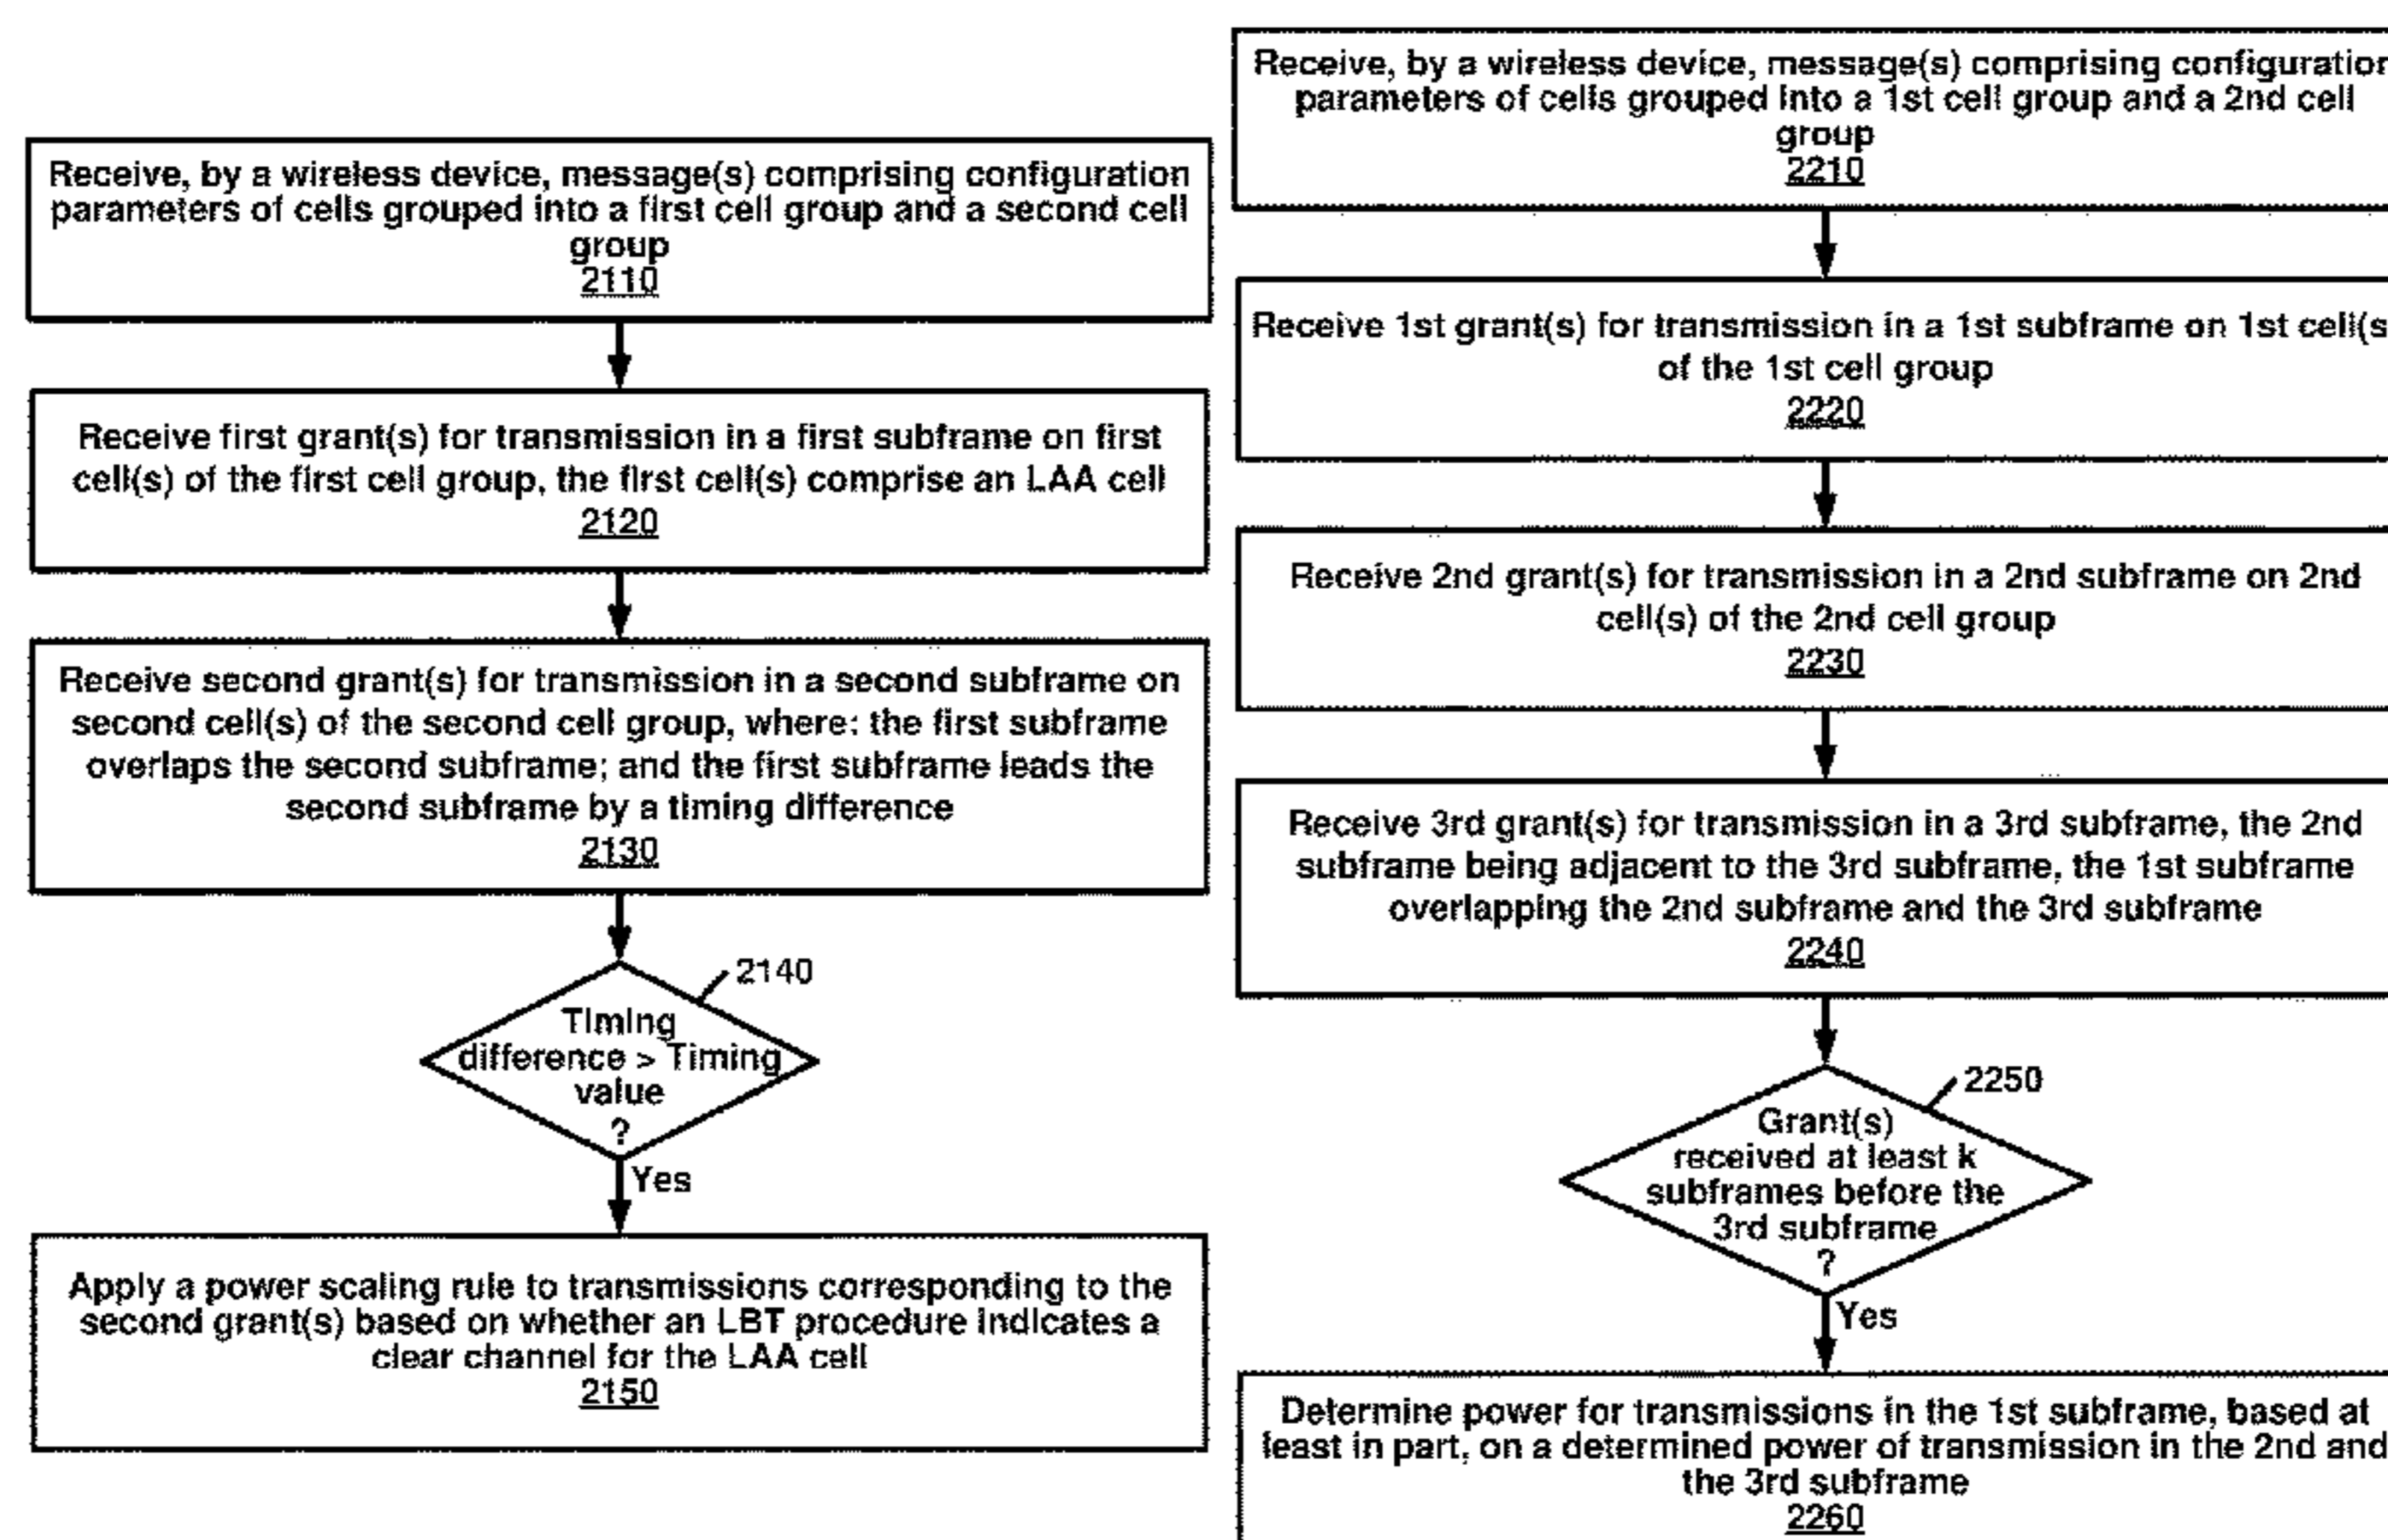 Receive, by a wireless device, message(s) comprising configuration
parameters of cells grouped into a first cell group and a second cell
group
2110
Receive first grant(s) for transmission in a first subframe on first
cell(s) of the first cell group, the first cell(s) comprise an LAA cell
2120
Receive second grant(s) for transmission in a second subframe on
second cell(s) of the second cell group, where: the first subframe
overlaps the second subframe; and the first subframe leads the
second subframe by a timing difference
2130
2140
Timing
difference > Timing
value
?
Yes
Apply a power scaling rule to transmissions corresponding to the
second grant(s) based on whether an LBT procedure indicates a
clear channel for the LAA cell
2150
Receive, by a wireless device, message(s) comprising configuration
parameters of cells grouped into a 1st cell group and a 2nd cell
group
2210
Receive 1st grant(s) for transmission in a 1st subframe on 1st cell(s
of the 1st cell group
2220
Receive 2nd grant(s) for transmission in a 2nd subframe on 2nd
cell(s) of the 2nd cell group
2230
Receive 3rd grant(s) for transmission in a 3rd subframe, the 2nd
subframe being adjacent to the 3rd subframe, the 1st subframe
overlapping the 2nd subframe and the 3rd subframe
2240
2250
Grant(s)
received at least k
subframes before the
3rd subframe
?
Yes
Determine power for transmissions in the 1st subframe, based at
least in part, on a determined power of transmission in the 2nd and
the 3rd subframe
2260